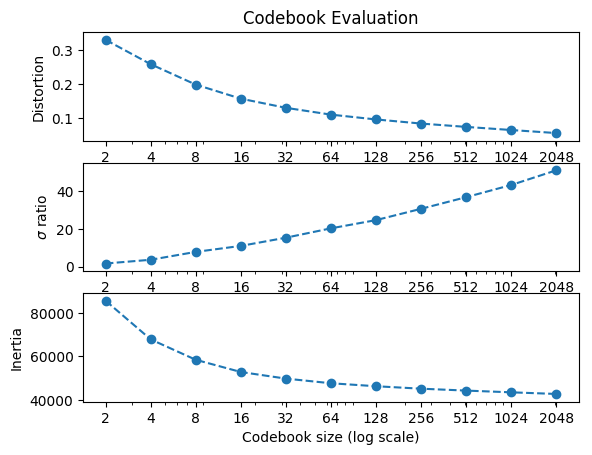 Codebook Evaluation
Distortion
0.3
0.2
0.1
2 4 8 16 32 64 128 256 512 1024 2048
σ ratio
40
20
0
2 4 8 16 32 64 128 256 512 1024 2048
Inertia
80000
60000
40000
2 4 8 16 32 64 128 256 512 1024 2048
Codebook size (log scale)